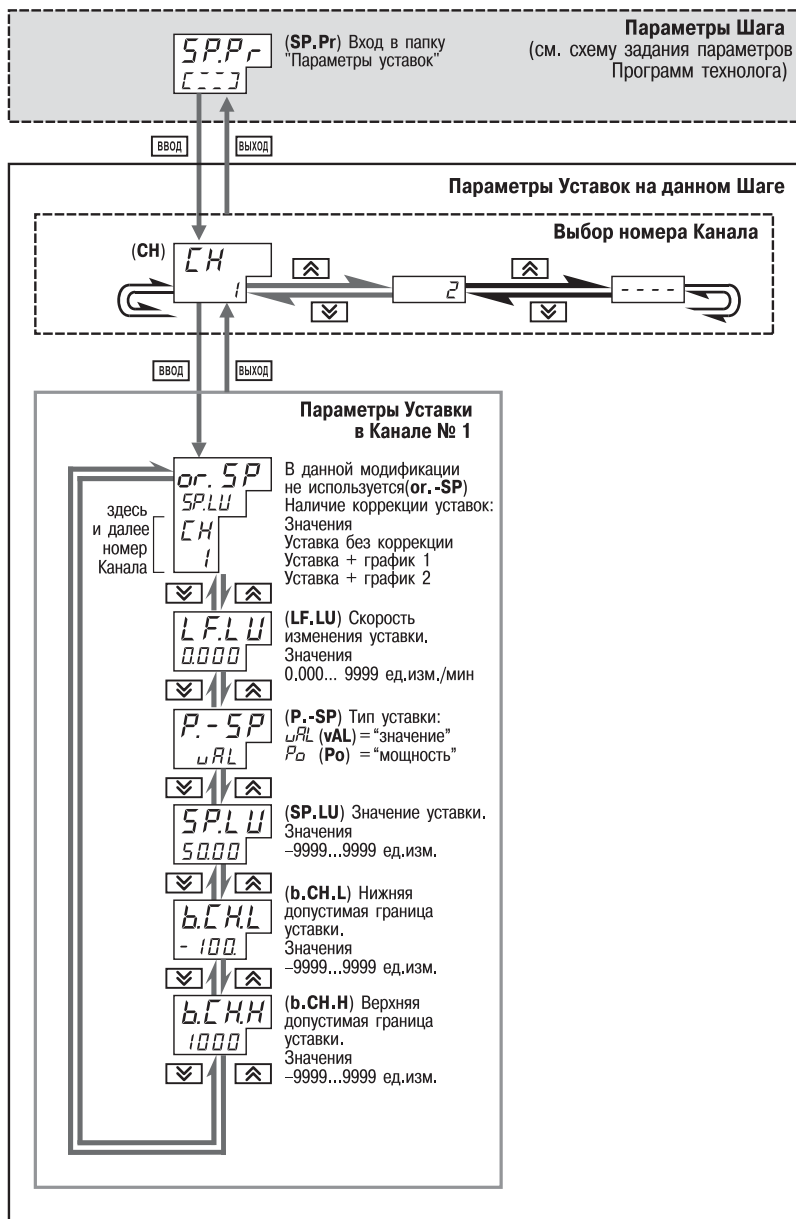 Параметры Шага
(см. схему задания параметров
Программ технолога)
SP.Pr
[---]
(SP.Pr) Вход в папку
"Параметры уставок"
ВВОД
ВЫХОД
Параметры Уставок на данном Шаге
Выбор номера Канала
(CH)
CH
1
2
- - - -
ВВОД
ВЫХОД
Параметры Уставки
в Канале № 1
or. SP
SP.LU
CH
1
здесь
и далее
номер
Канала
В данной модификации
не используется(or.-SP)
Наличие коррекции уставок:
Значения
Уставка без коррекции
Уставка + график 1
Уставка + график 2
LF.LU
0.000
(LF.LU) Скорость
изменения уставки.
Значения
0.000... 9999 ед.изм./мин
P.-SP
vAL
(P.-SP) Тип уставки:
vAL (vAL) = “значение”
Po (Po) = “мощность”
SP.LU
50.00
(SP.LU) Значение уставки.
Значения
–9999...9999 ед.изм.
b.CH.L
- 100.
(b.CH.L) Нижняя
допустимая граница
уставки.
Значения
–9999...9999 ед.изм.
b.CH.H
1000
(b.CH.H) Верхняя
допустимая граница
уставки.
Значения
–9999...9999 ед.изм.